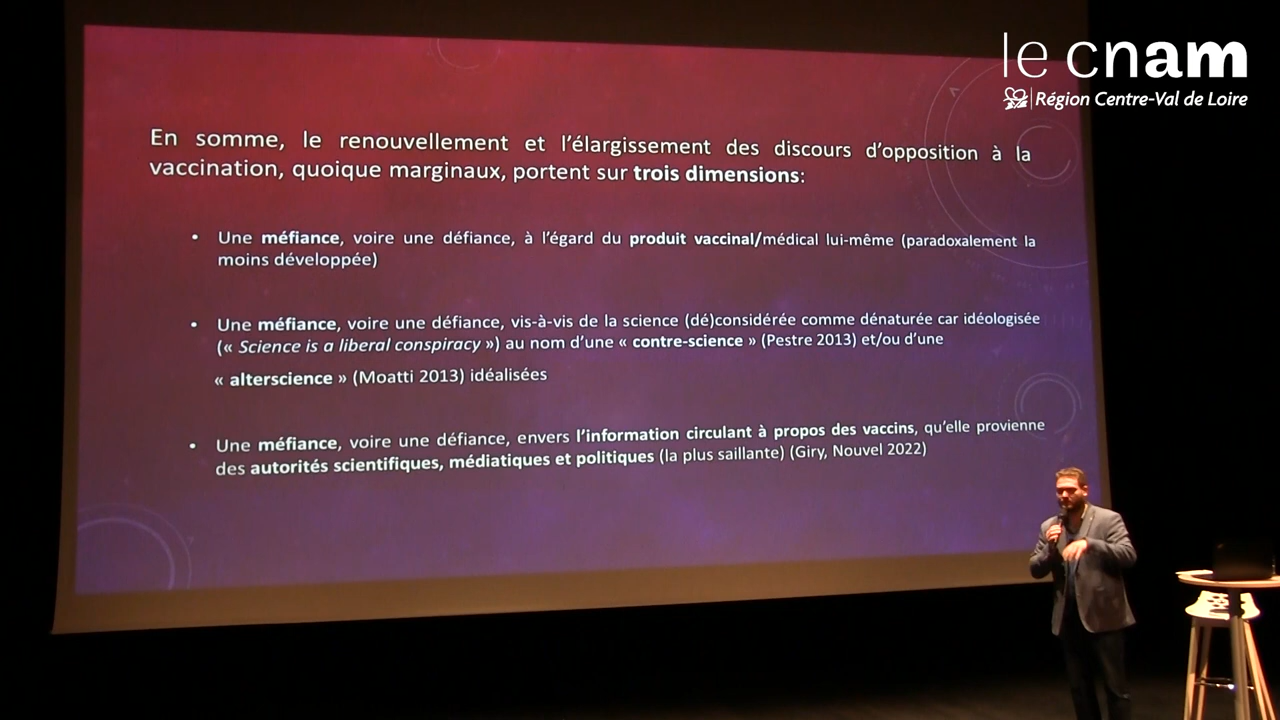 le cnam
Région Centre-Val de Loire
En somme, le renouvellement et l'élargissement des discours d'opposition à la
vaccination, quoique marginaux, portent sur trois dimensions:
• Une méfiance, voire une défiance, à l'égard du produit vaccinal/médical lui-même (paradoxalement la
moins développée)
• Une méfiance, voire une défiance, vis-à-vis de la science (dé)considérée comme dénaturée car idéologisée
(« Science is a liberal conspiracy ») au nom d'une « contre-science » (Pestre 2013) et/ou d'une
« alterscience » (Moatti 2013) idéalisées
• Une méfiance, voire une défiance, envers l'information circulant à propos des vaccins, qu'elle provienne
des autorités scientifiques, médiatiques et politiques (la plus saillante) (Giry, Nouvel 2022)